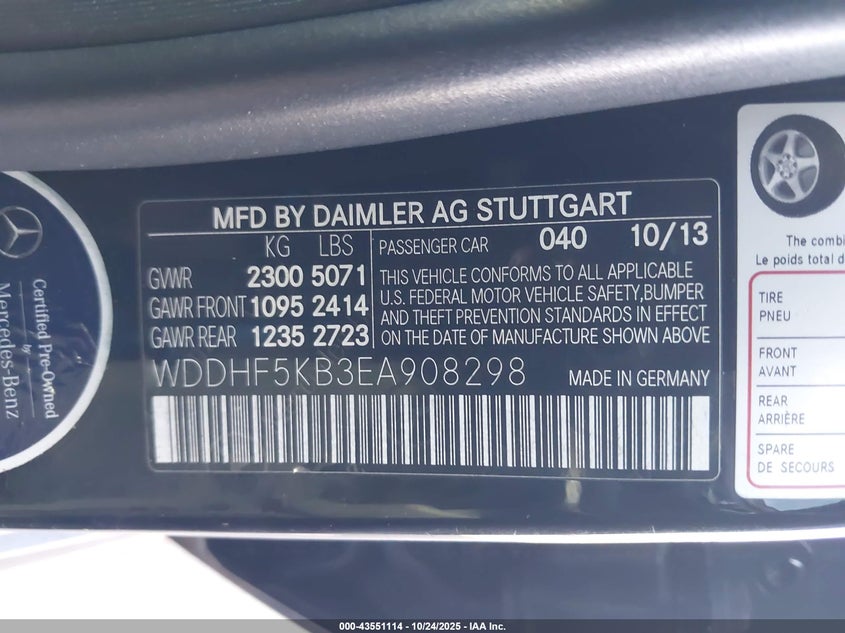 MFD BY DAIMLER AG STUTTGART
KG LBS
GVWR 2300 5071
GAWR FRONT 1095 2414
GAWR REAR 1235 2723
PASSENGER CAR 040 10/13
THIS VEHICLE CONFORMS TO ALL APPLICABLE
U.S. FEDERAL MOTOR VEHICLE SAFETY,BUMPER
AND THEFT PREVENTION STANDARDS IN EFFECT
ON THE DATE OF MANUFACTURE SHOWN ABOVE
WDDHF5KB3EA908298 MADE IN GERMANY
Certified Pre-Owned
by
Mercedes-Benz
The combi
Le poids total d
TIRE
PNEU
FRONT
AVANT
REAR
ARRIÈRE
SPARE
DE SECOURS
000-43551114 - 10/24/2025 - IAA Inc.